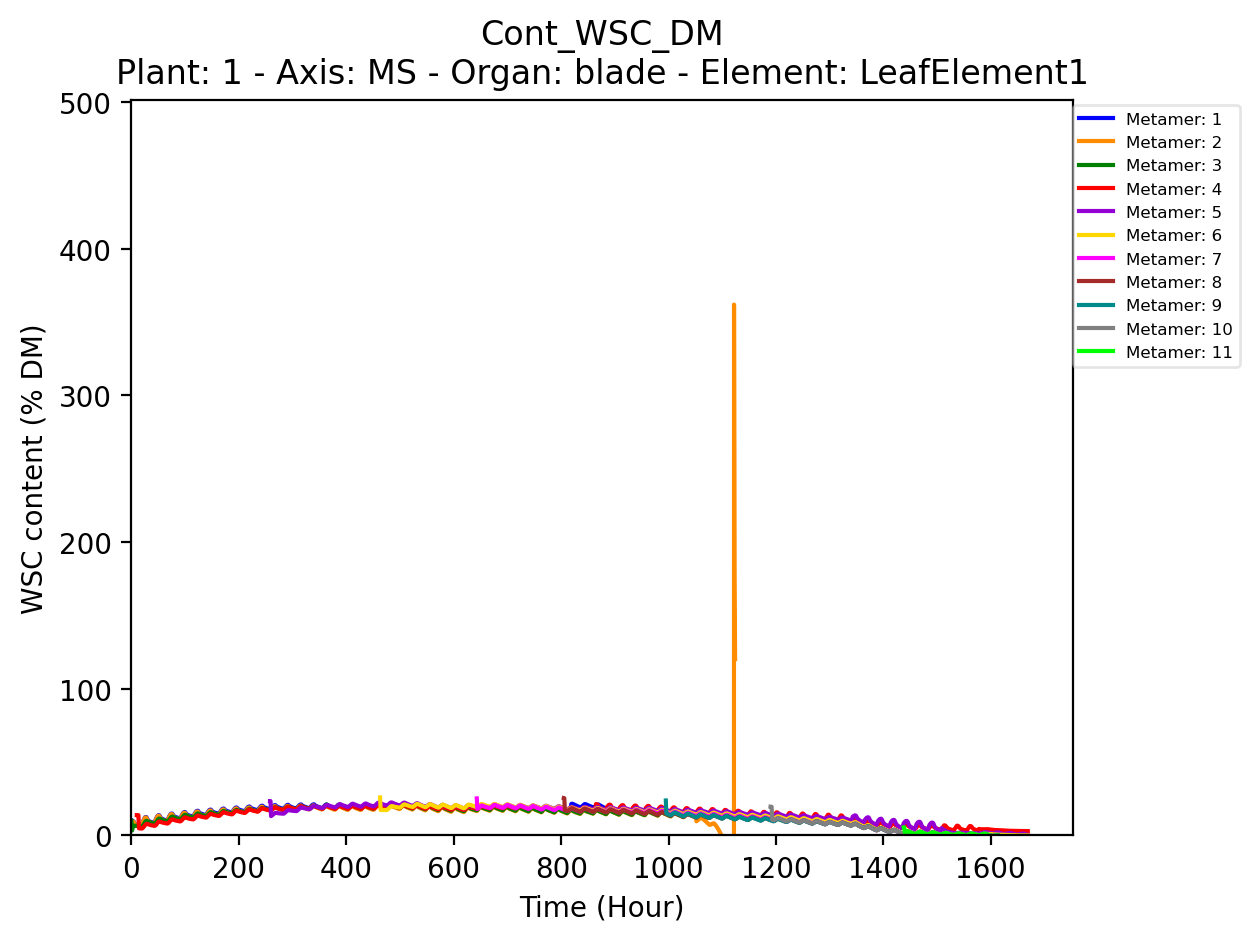 Cont_WSC_DM
Plant: 1 - Axis: MS - Organ: blade - Element: LeafElement1
500
400
300
200
100
0
WSC content (% DM)
0 200 400 600 800 1000 1200 1400 1600
Time (Hour)
Metamer: 1
Metamer: 2
Metamer: 3
Metamer: 4
Metamer: 5
Metamer: 6
Metamer: 7
Metamer: 8
Metamer: 9
Metamer: 10
Metamer: 11